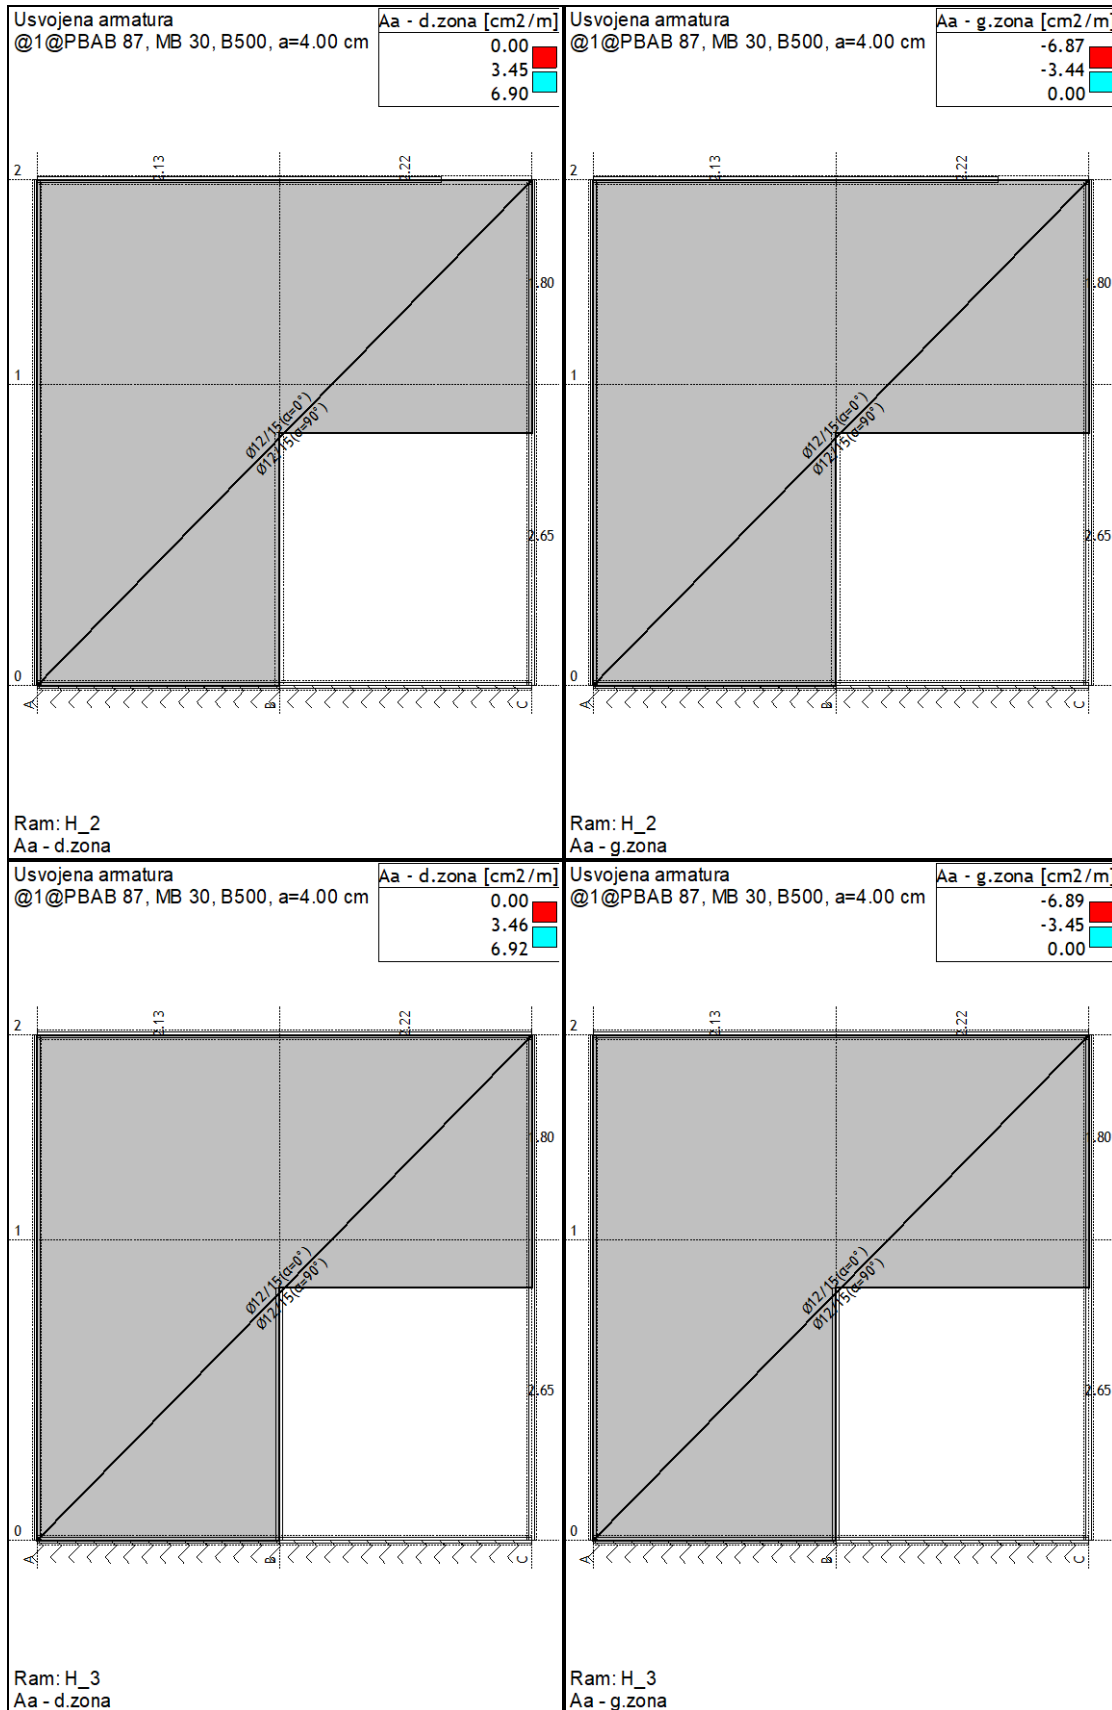 Usvojena armatura
@1@PBAB 87, MB 30, B500, a=4.00 cm
Aa - d.zona [cm2/m]
0.00
3.45
6.90
2.13
2.22
2
1.80
1
Ø12/15(α=0°)
Ø12/15(α=90°)
2.65
0
A
B
C
Ram: H_2
Aa - d.zona
Usvojena armatura
@1@PBAB 87, MB 30, B500, a=4.00 cm
Aa - g.zona [cm2/m]
-6.87
-3.44
0.00
2.13
2.22
2
1.80
1
Ø12/15(α=0°)
Ø12/15(α=90°)
2.65
0
A
B
C
Ram: H_2
Aa - g.zona
Usvojena armatura
@1@PBAB 87, MB 30, B500, a=4.00 cm
Aa - d.zona [cm2/m]
0.00
3.46
6.92
2.13
2.22
2
1.80
1
Ø12/15(α=0°)
Ø12/15(α=90°)
2.65
0
A
B
C
Ram: H_3
Aa - d.zona
Usvojena armatura
@1@PBAB 87, MB 30, B500, a=4.00 cm
Aa - g.zona [cm2/m]
-6.89
-3.45
0.00
2.13
2.22
2
1.80
1
Ø12/15(α=0°)
Ø12/15(α=90°)
2.65
0
A
B
C
Ram: H_3
Aa - g.zona